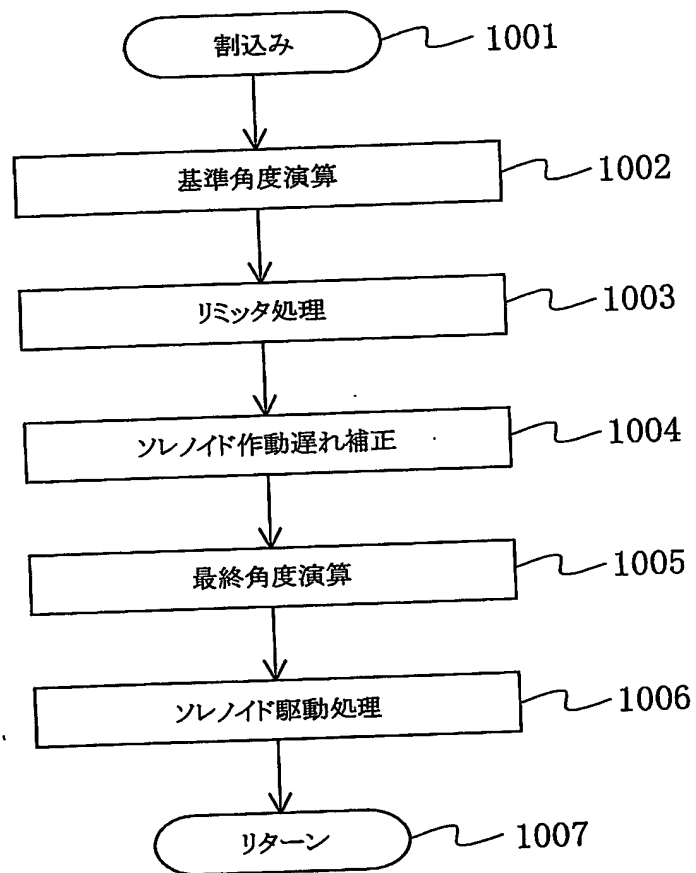 割込み 1001
基準角度演算 1002
リミッタ処理 1003
ソレノイド作動遅れ補正 1004
最終角度演算 1005
ソレノイド駆動処理 1006
リターン 1007